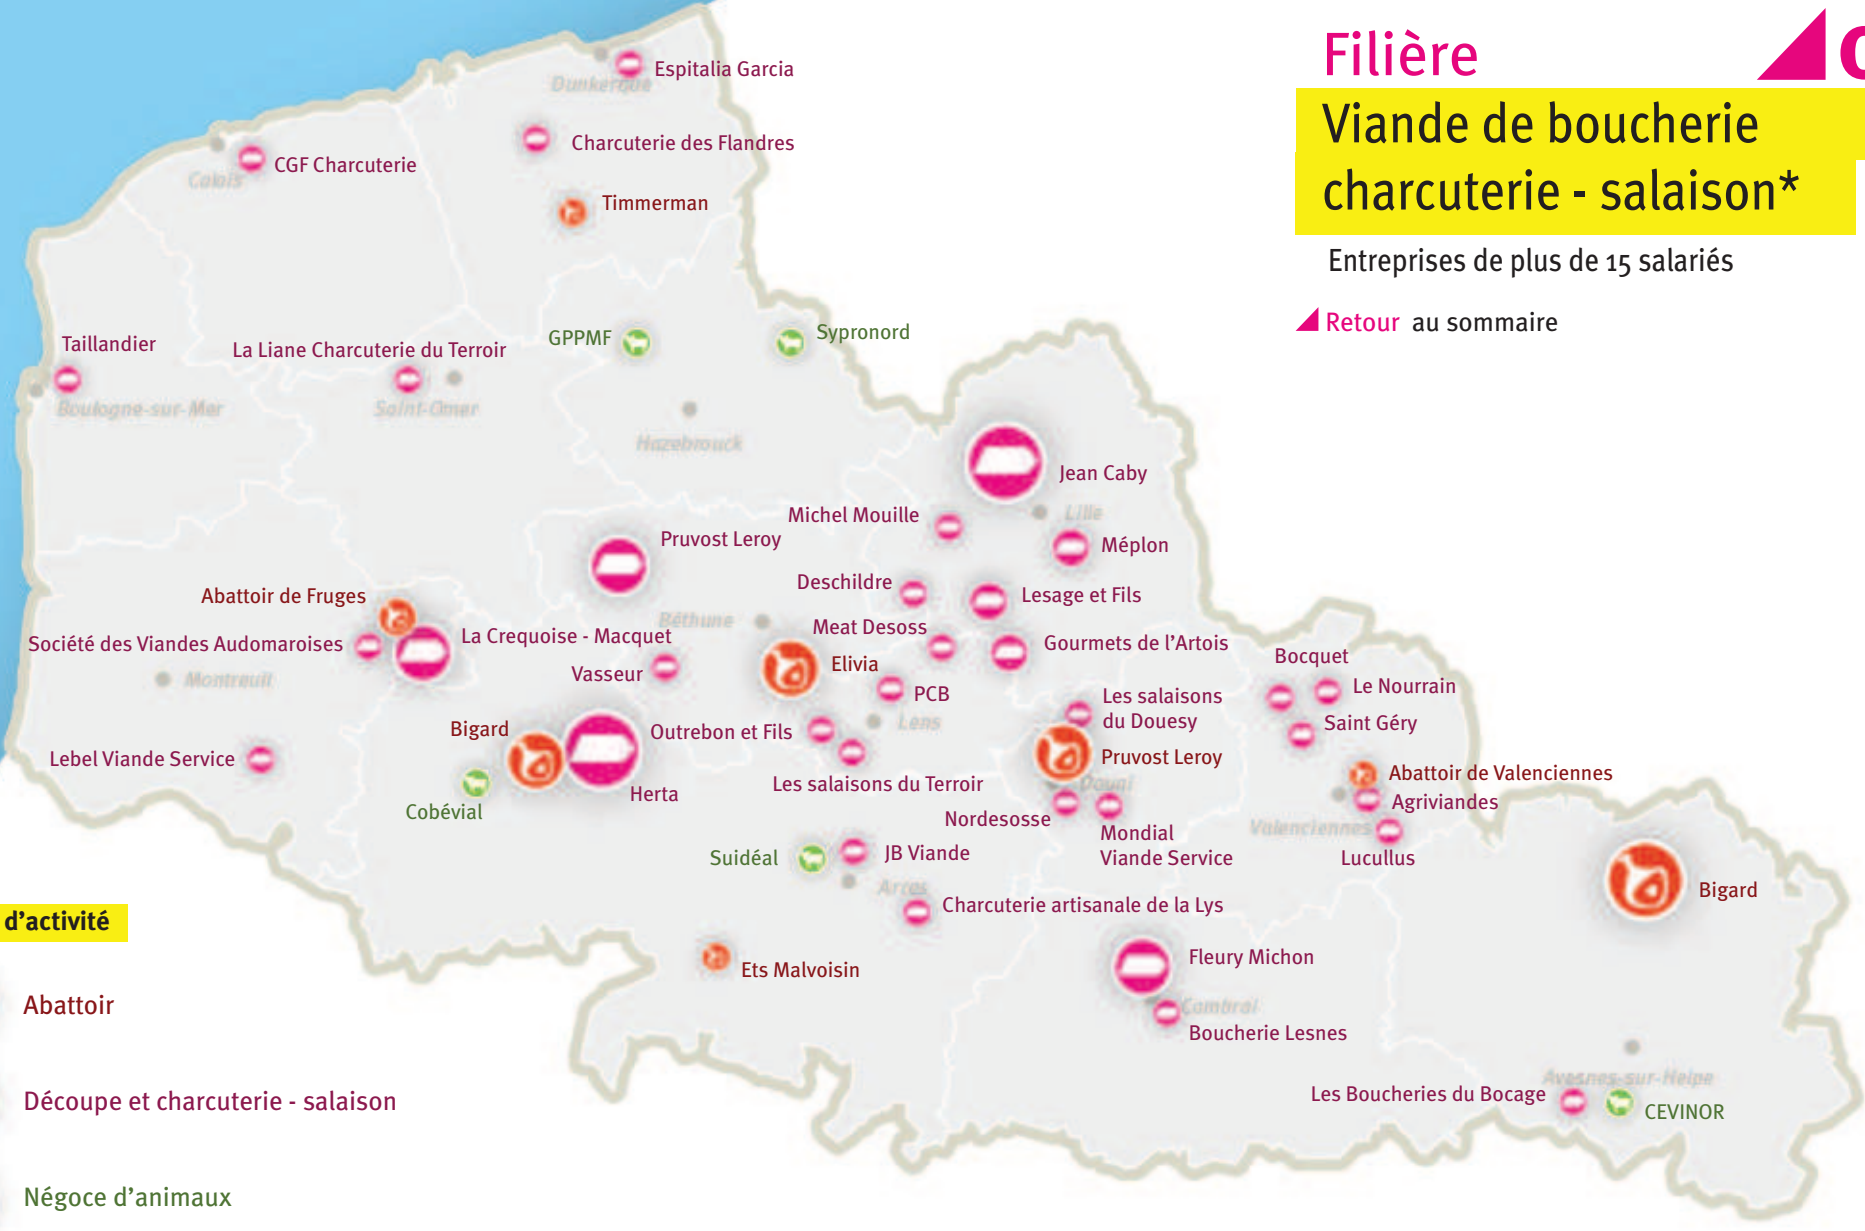 Filière
Viande de boucherie
charcuterie - salaison*
Entreprises de plus de 15 salariés
Retour au sommaire
Espitalia Garcia
Dunkerque
Charcuterie des Flandres
CGF Charcuterie
Calais
Timmerman
Taillandier
La Liane Charcuterie du Terroir
GPPMF
Sypronord
Boulogne-sur-Mer
Saint-Omer
Hazebrouck
Jean Caby
Michel Mouille
Lille
Pruvost Leroy
Méplon
Deschildre
Abattoir de Fruges
Lesage et Fils
Béthune
Meat Desoss
La Crequoise - Macquet
Société des Viandes Audomaroises
Gourmets de l'Artois
Vasseur
Elivia
Bocquet
Montreuil
PCB
Le Nourrain
Les salaisons
du Douesy
Lens
Saint Géry
Bigard
Outrebon et Fils
Lebel Viande Service
Pruvost Leroy
Abattoir de Valenciennes
Les salaisons du Terroir
Douai
Herta
Agriviandes
Cobévial
Nordesosse
Mondial
Viande Service
Valenciennes
Lucullus
Suidéal
JB Viande
Arras
Bigard
Charcuterie artisanale de la Lys
d'activité
Fleury Michon
Ets Malvoisin
Abattoir
Cambrai
Boucherie Lesnes
Avesnes-sur-Helpe
Les Boucheries du Bocage
CEVINOR
Découpe et charcuterie - salaison
Négoce d'animaux